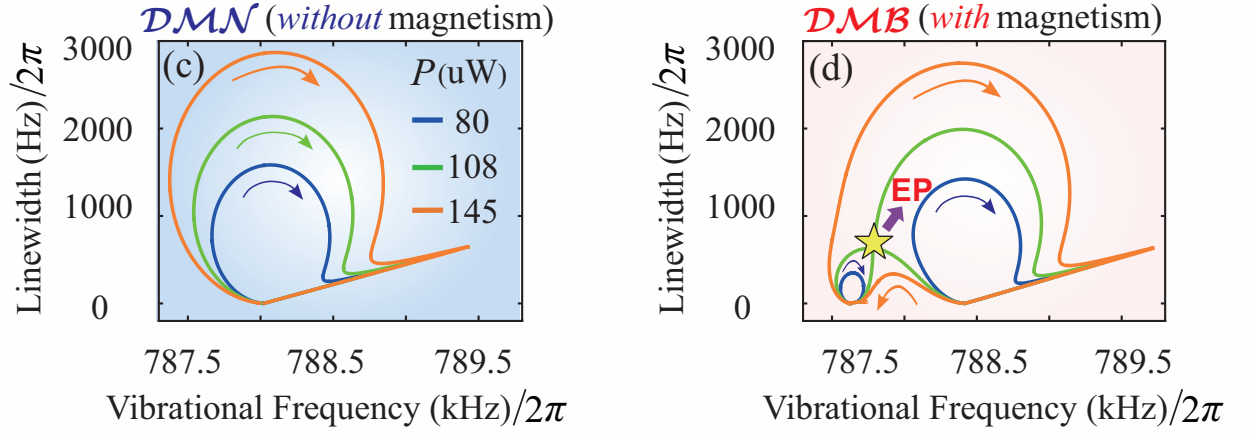 DMN (without magnetism)
(c)
P(uW)
80
108
145
3000
2000
1000
0
Linewidth (Hz)/2π
787.5
788.5
789.5
Vibrational Frequency (kHz)/2π
DMB (with magnetism)
(d)
EP
3000
2000
1000
0
Linewidth (Hz)/2π
787.5
788.5
789.5
Vibrational Frequency (kHz)/2π